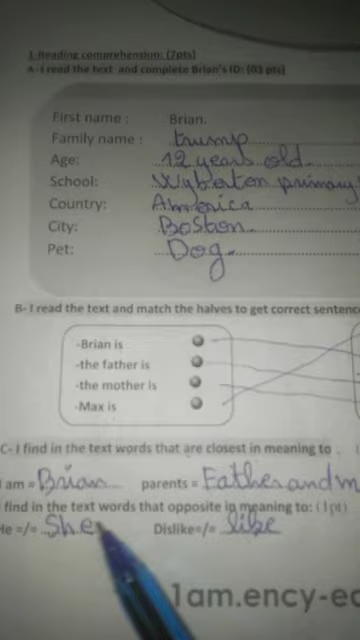 1-Reading comprehension: (7pts)
A- I read the text and complete Brian's ID: (03 pts)
First name : Brian.
Family name : trump
Age: 12 years old
School: Wyberton primary
Country: America
City: Boston
Pet: Dog
B- I read the text and match the halves to get correct sentence
-Brian is
-the father is
-the mother is
-Max is
C- I find in the text words that are closest in meaning to
I am = Brian parents = Father and m
find in the text words that opposite in meaning to: (1pt)
He =/= She Dislike=/= like
1am.ency-ed